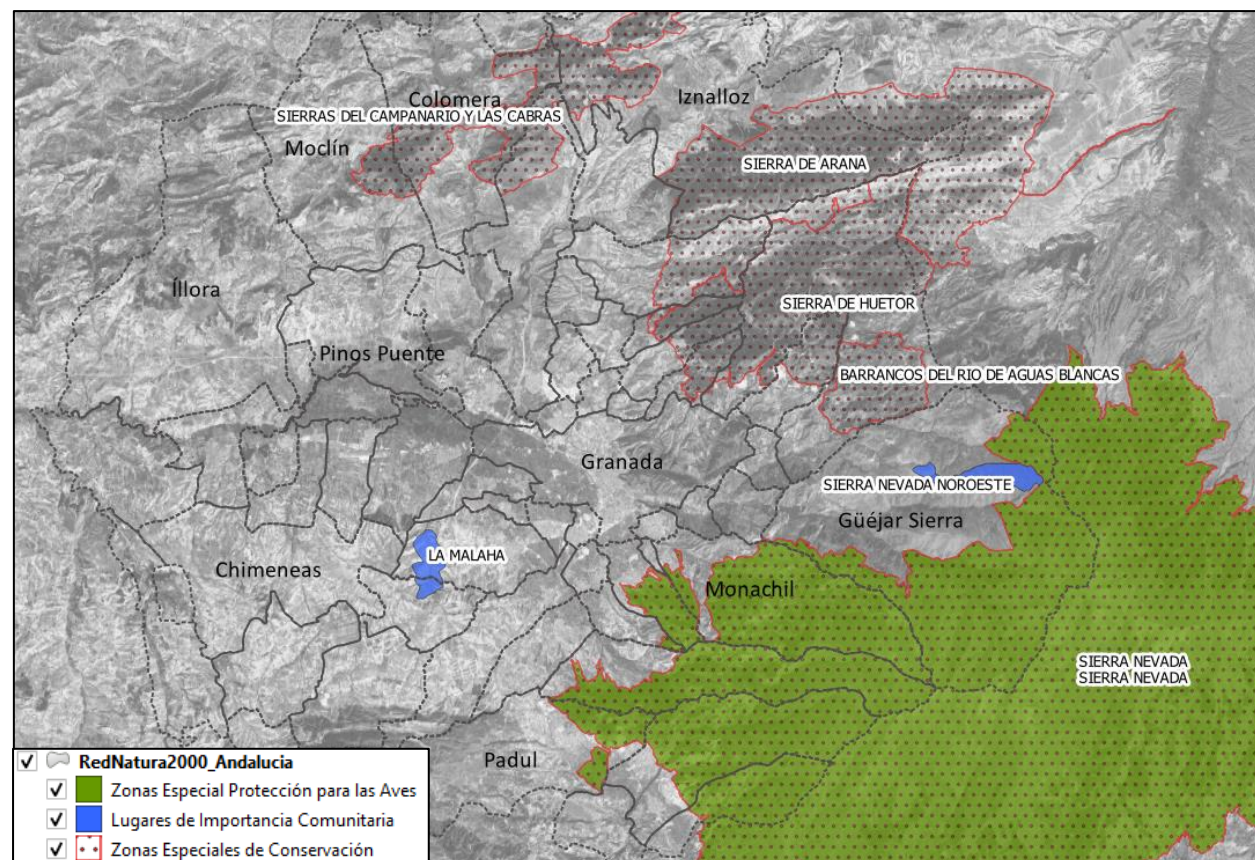 Colomera
Iznalloz
SIERRAS DEL CAMPANARIO Y LAS CABRAS
Moclín
SIERRA DE ARANA
Íllora
SIERRA DE HUETOR
Pinos Puente
BARRANCOS DEL RIO DE AGUAS BLANCAS
Granada
SIERRA NEVADA NOROESTE
Güéjar Sierra
LA MALAHA
Chimeneas
Monachil
SIERRA NEVADA
SIERRA NEVADA
Padul
RedNatura2000_Andalucia
Zonas Especial Protección para las Aves
Lugares de Importancia Comunitaria
Zonas Especiales de Conservación